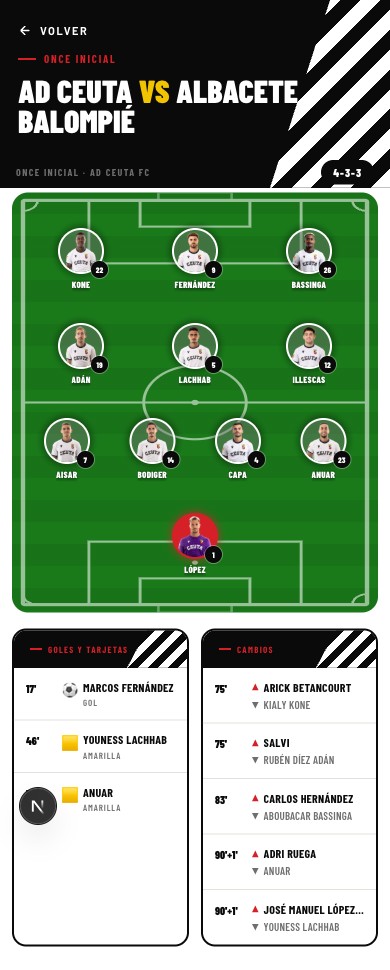 ← VOLVER
ONCE INICIAL
AD CEUTA VS ALBACETE
BALOMPIÉ
ONCE INICIAL · AD CEUTA FC
4-3-3
22
9
26
KONE
FERNÁNDEZ
BASSINGA
19
5
12
ADÁN
LACHHAB
ILLESCAS
7
14
4
23
AISAR
BODIGER
CAPA
ANUAR
1
LÓPEZ
GOLES Y TARJETAS
17' MARCOS FERNÁNDEZ
GOL
46' YOUNESS LACHHAB
AMARILLA
ANUAR
AMARILLA
N
CAMBIOS
75' ▲ ARICK BETANCOURT
▼ KIALY KONE
75' ▲ SALVI
▼ RUBÉN DÍEZ ADÁN
83' ▲ CARLOS HERNÁNDEZ
▼ ABOUBACAR BASSINGA
90'+1' ▲ ADRI RUEGA
▼ ANUAR
90'+1' ▲ JOSÉ MANUEL LÓPEZ...
▼ YOUNESS LACHHAB